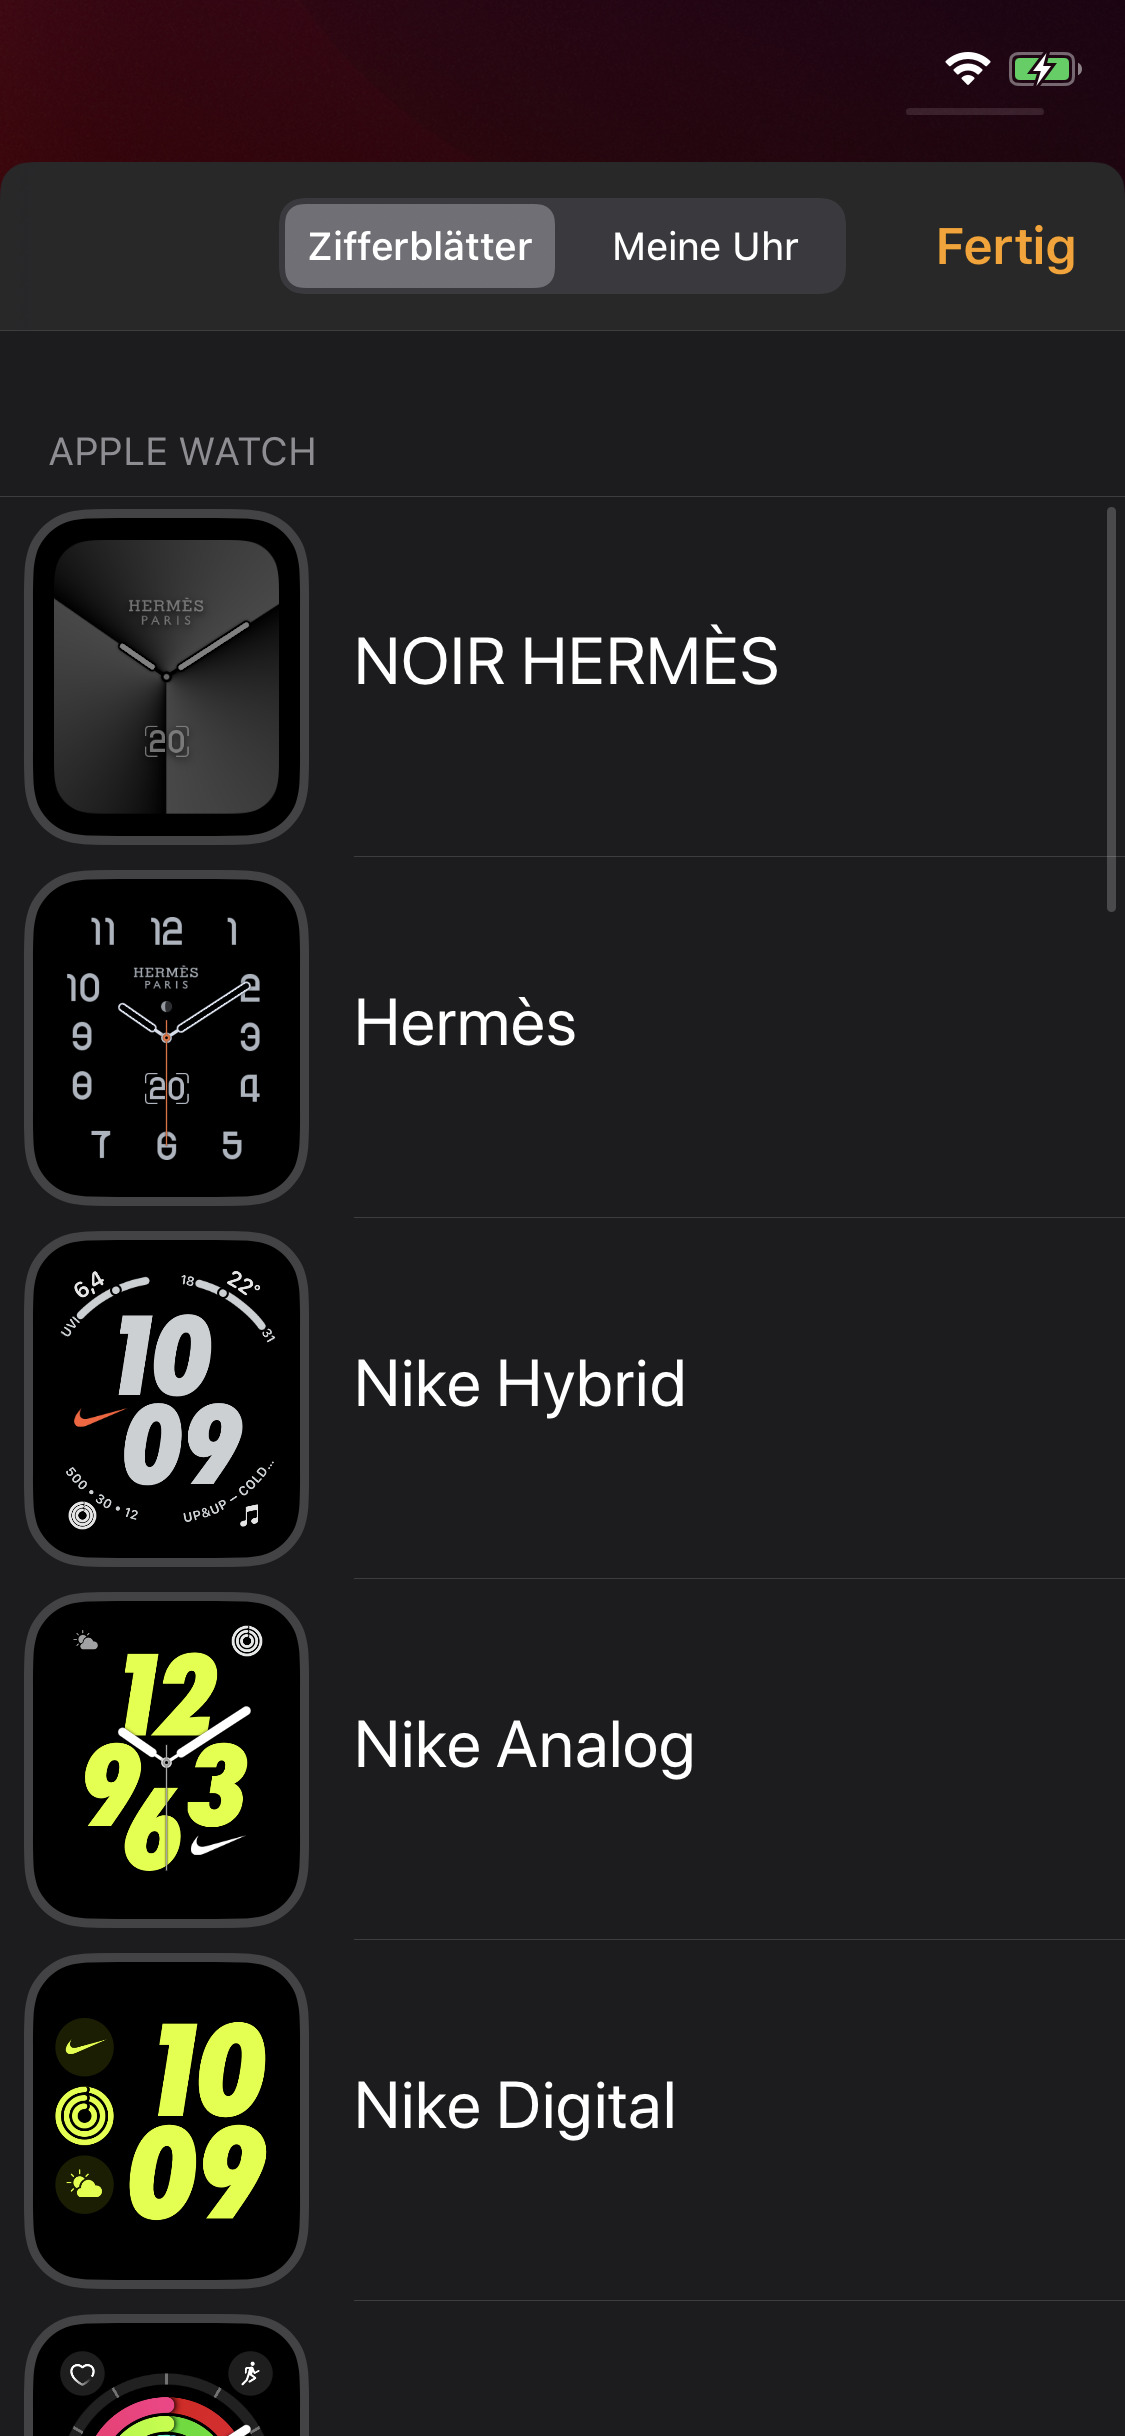 Zifferblätter
Meine Uhr
Fertig
APPLE WATCH
HERMÈS
PARIS
20
NOIR HERMÈS
11 12 1
10 2
9 3
8 4
7 6 5
HERMÈS
PARIS
20
Hermès
6,4
UVI
18
22°
31
10
09
500 • 30 • 12
UP&UP – COLD...
Nike Hybrid
12
9 3
6
Nike Analog
10
09
Nike Digital